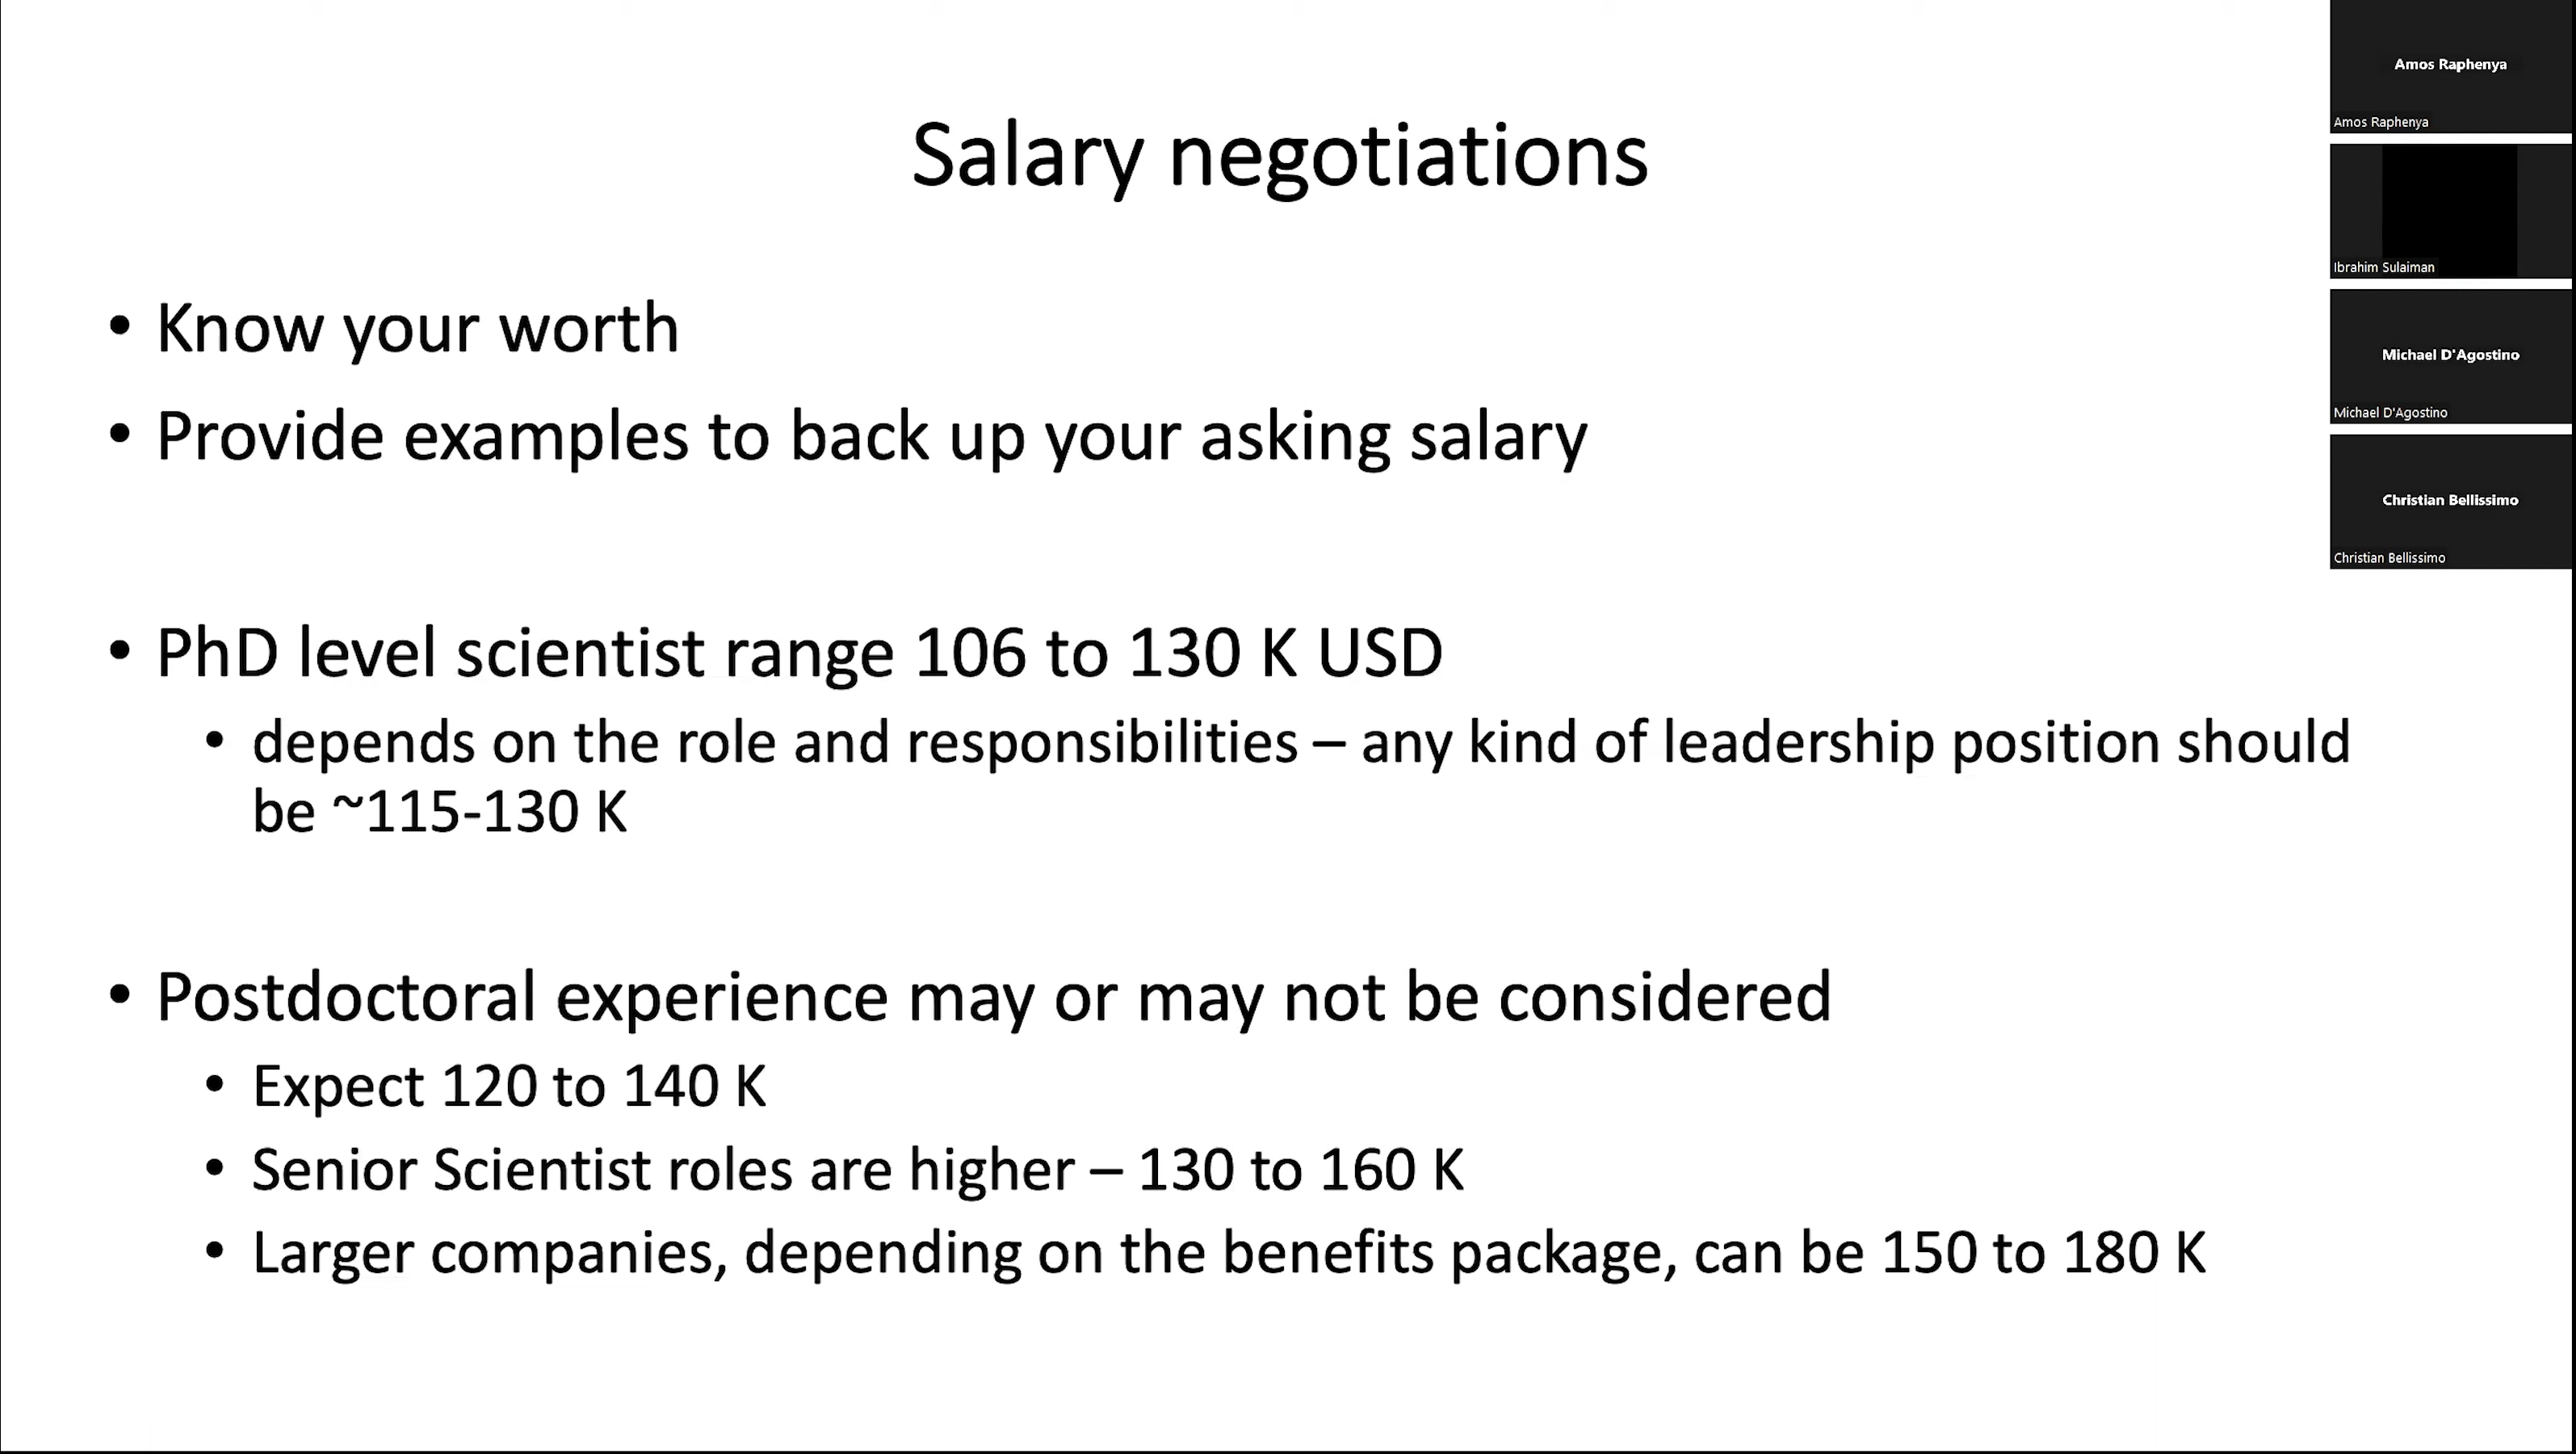 Salary negotiations
• Know your worth
• Provide examples to back up your asking salary
• PhD level scientist range 106 to 130 K USD
• depends on the role and responsibilities – any kind of leadership position should
be ~115-130 K
• Postdoctoral experience may or may not be considered
• Expect 120 to 140 K
• Senior Scientist roles are higher – 130 to 160 K
• Larger companies, depending on the benefits package, can be 150 to 180 K
Amos Raphenya
Amos Raphenya
Ibrahim Sulaiman
Michael D'Agostino
Michael D'Agostino
Christian Bellissimo
Christian Bellissimo